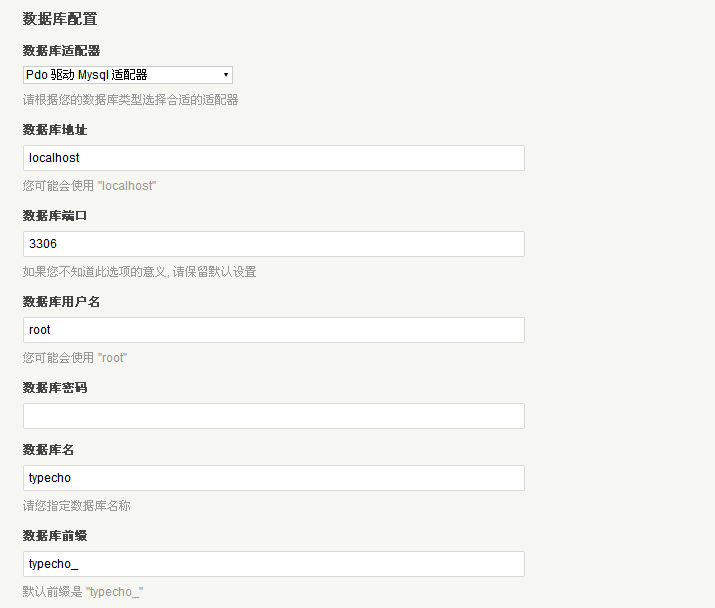 数据库配置
数据库适配器
Pdo 驱动 Mysql 适配器
请根据您的数据库类型选择合适的适配器
数据库地址
localhost
您可能会使用 "localhost"
数据库端口
3306
如果您不知道此选项的意义, 请保留默认设置
数据库用户名
root
您可能会使用 "root"
数据库密码
数据库名
typecho
请您指定数据库名称
数据库前缀
typecho_
默认前缀是 "typecho_"